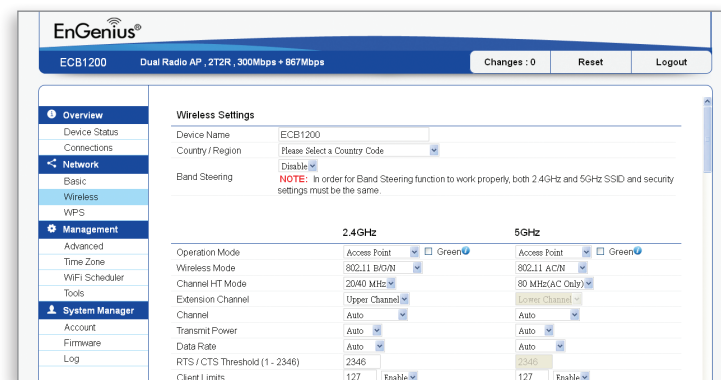 EnGenius®
ECB1200 Dual Radio AP , 2T2R , 300Mbps + 867Mbps Changes : 0 Reset Logout
Overview
Device Status
Connections
Network
Basic
Wireless
WPS
Management
Advanced
Time Zone
WiFi Scheduler
Tools
System Manager
Account
Firmware
Log
Wireless Settings
Device Name ECB1200
Country / Region Please Select a Country Code
Band Steering Disable
NOTE: In order for Band Steering function to work properly, both 2.4GHz and 5GHz SSID and security
settings must be the same.
2.4GHz 5GHz
Operation Mode Access Point Green Access Point Green
Wireless Mode 802.11 B/G/N 802.11 AC/N
Channel HT Mode 20/40 MHz 80 MHz(AC Only)
Extension Channel Upper Channel Lower Channel
Channel Auto Auto
Transmit Power Auto Auto
Data Rate Auto Auto
RTS / CTS Threshold (1 - 2346) 2346 2346
Client Limits 127 Enable 127 Enable